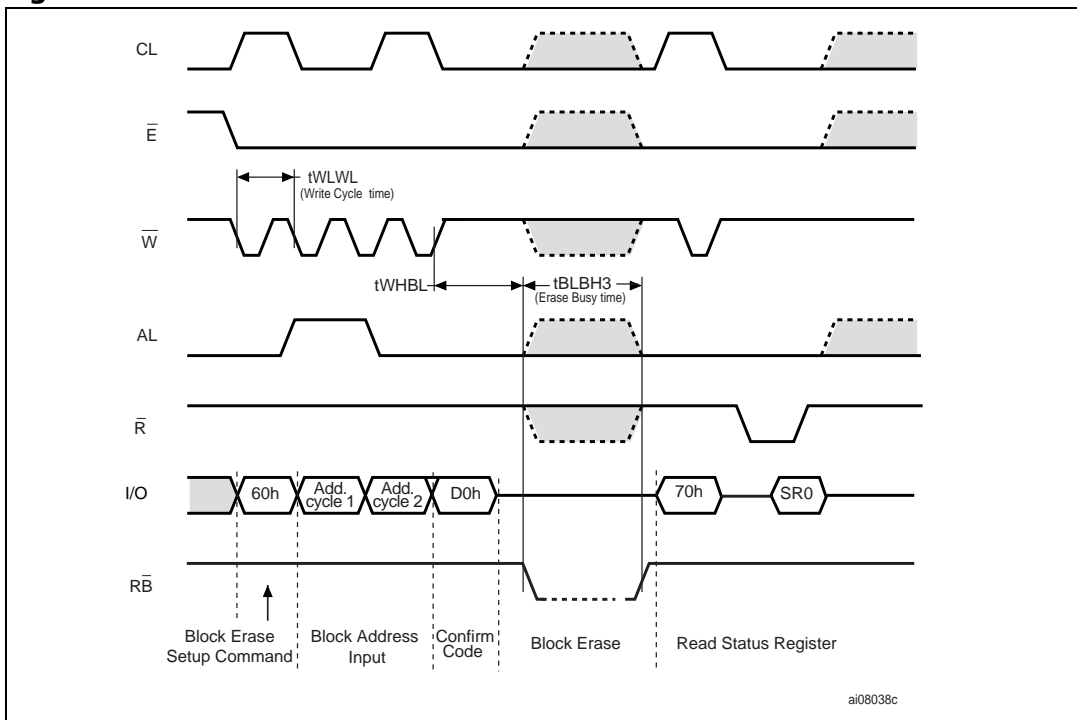 CL
E
tWLWL
(Write Cycle time)
W
tWHBL
tBLBH3
(Erase Busy time)
AL
R
I/O
60h
Add.
cycle 1
Add.
cycle 2
D0h
70h
SR0
RB
Block Erase
Setup Command
Block Address
Input
Confirm
Code
Block Erase
Read Status Register
ai08038c